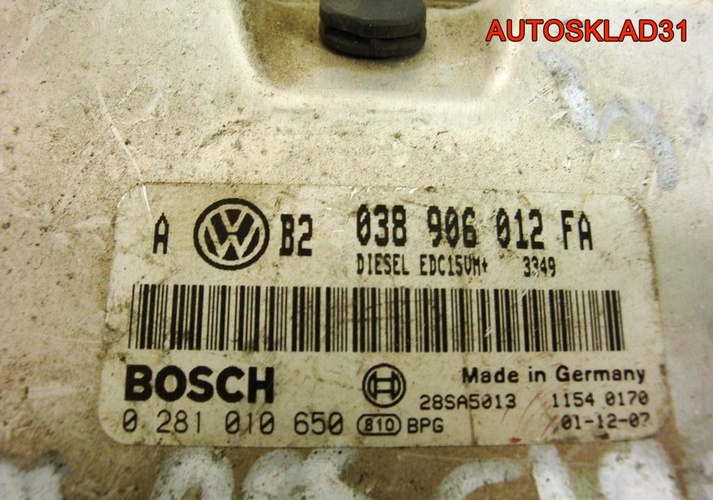 AUTOSKLAD31
A VW B2 038 906 012 FA
DIESEL EDC15VM+ 3349
BOSCH
Made in Germany
28SA5013 1154 0170
0 281 010 650 810 BPG 01-12-07